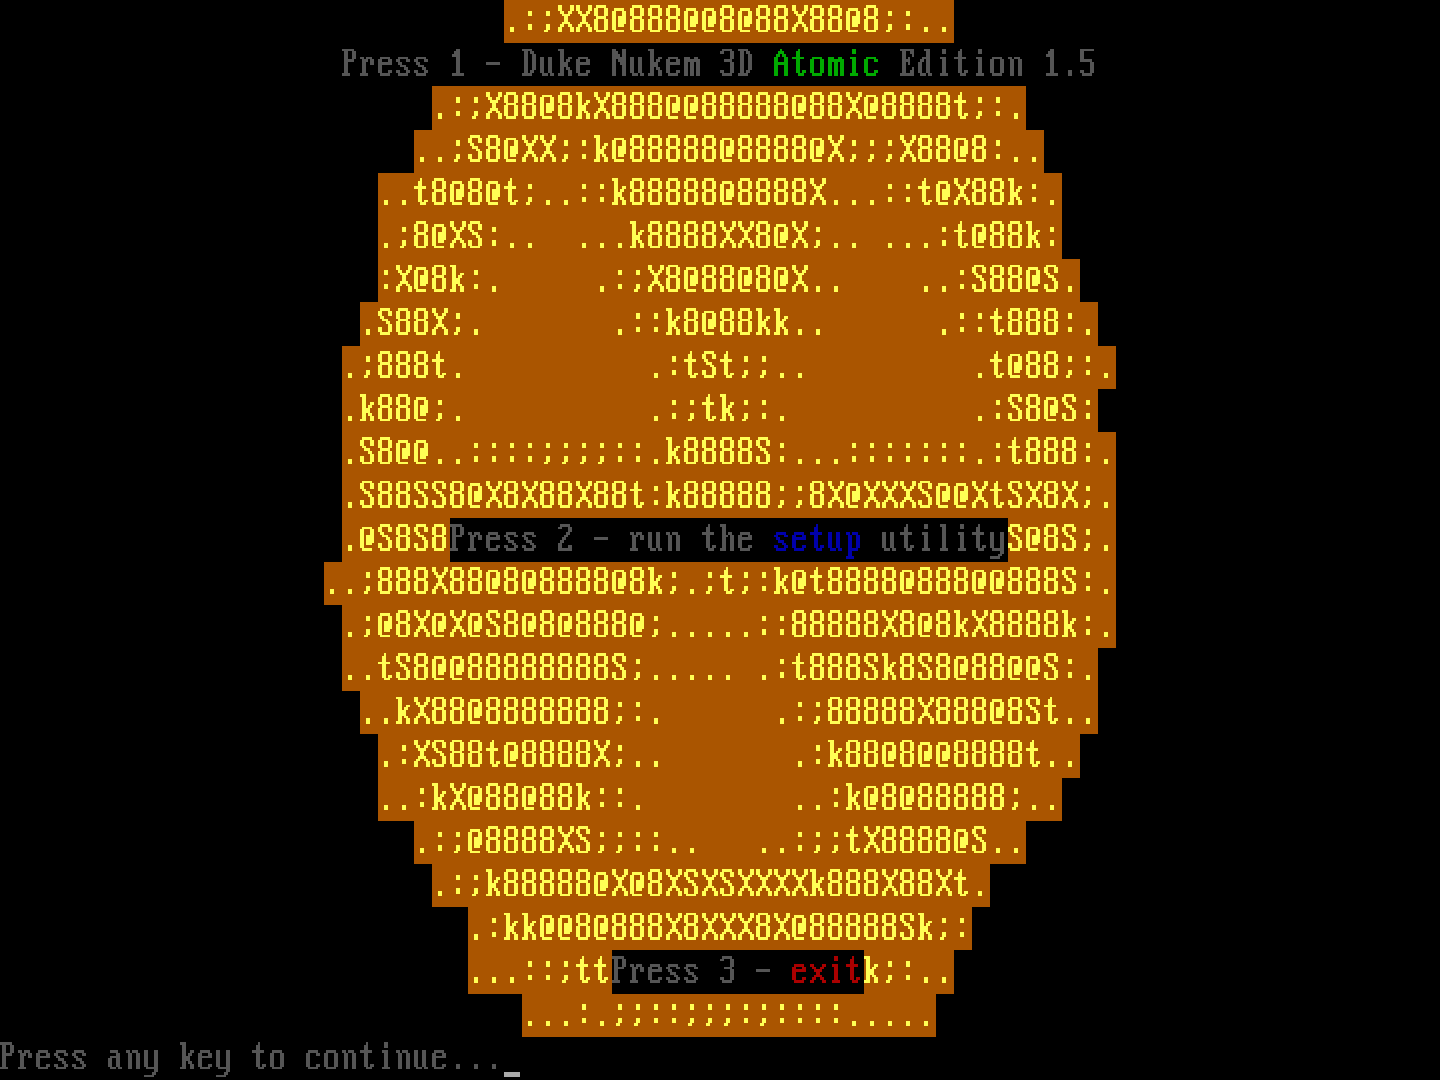 .:;XX8@888@@8@88X88@8;:..
Press 1 - Duke Nukem 3D Atomic Edition 1.5
.:;X88@8kX888@@88888@88X@8888t;:.
..;S8@XX;:k@88888@8888@X;;;X88@8:..
..t8@8@t;..::k88888@8888X...::t@X88k:.
.;8@XS:..  ...k8888XX8@X;.. ...:t@88k:
:X@8k:.     .:;X8@88@8@X..    ..:S88@S.
.S88X;.       .::k8@88kk..      .::t888:.
.;888t.          .:tSt;;..         .t@88;:.
.k88@;.          .:;tk;:.          .:S8@S:
.S8@@..::::;;;;::.k8888S:...:::::::.:t888:.
.S88SS8@X8X88X88t:k88888;;8X@XXXS@@XtSX8X;.
.@S8S8Press 2 - run the setup utilityS@8S;.
..;888X88@8@8888@8k;.;t;:k@t8888@888@@888S:.
.;@8X@X@S8@8@888@;.....::88888X8@8kX8888k:.
..tS8@@88888888S;..... .:t888Sk8S8@88@@S:.
..kX88@8888888;:.      .:;88888X888@8St..
.:XS88t@8888X;..       .:k88@8@@8888t..
..:kX@88@88k::.        ..:k@8@88888;..
.:;@8888XS;;::..   ..:;;tX8888@S..
.:;k88888@X@8XSXSXXXXk888X88Xt.
.:kk@@8@888X8XXX8X@88888Sk;:
...::;ttPress 3 - exitk;:..
...:.;;::;;;:;::::.....
Press any key to continue..._